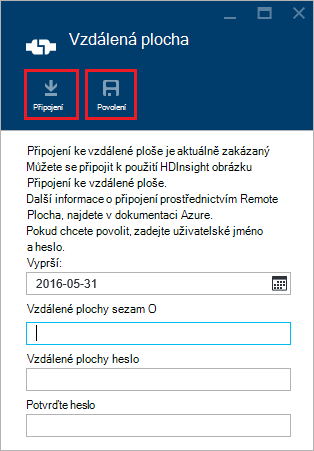 Vzdálená plocha
Připojení
Povolení
Připojení ke vzdálené ploše je aktuálně zakázaný
Můžete se připojit k použití HDInsight obrázku
Připojení ke vzdálené ploše.
Další informace o připojení prostřednictvím Remote
Plocha, najdete v dokumentaci Azure.
Pokud chcete povolit, zadejte uživatelské jméno
a heslo.
Vyprší:
2016-05-31
Vzdálené plochy sezam O
Vzdálené plochy heslo
Potvrďte heslo